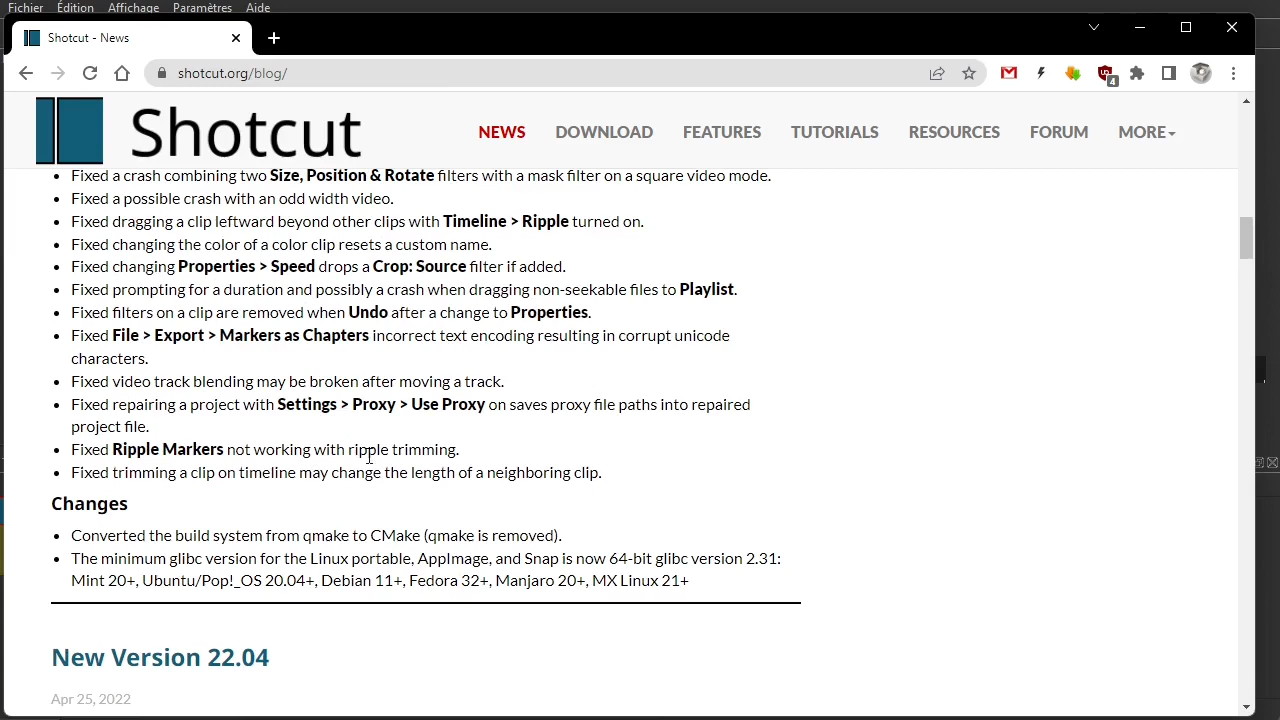 Fichier Édition Affichage Paramètres Aide
Shotcut - News
shotcut.org/blog/
4
Shotcut NEWS DOWNLOAD FEATURES TUTORIALS RESOURCES FORUM MORE
• Fixed a crash combining two Size, Position & Rotate filters with a mask filter on a square video mode.
• Fixed a possible crash with an odd width video.
• Fixed dragging a clip leftward beyond other clips with Timeline > Ripple turned on.
• Fixed changing the color of a color clip resets a custom name.
• Fixed changing Properties > Speed drops a Crop: Source filter if added.
• Fixed prompting for a duration and possibly a crash when dragging non-seekable files to Playlist.
• Fixed filters on a clip are removed when Undo after a change to Properties.
• Fixed File > Export > Markers as Chapters incorrect text encoding resulting in corrupt unicode
characters.
• Fixed video track blending may be broken after moving a track.
• Fixed repairing a project with Settings > Proxy > Use Proxy on saves proxy file paths into repaired
project file.
• Fixed Ripple Markers not working with ripple trimming.
• Fixed trimming a clip on timeline may change the length of a neighboring clip.
Changes
• Converted the build system from qmake to CMake (qmake is removed).
• The minimum glibc version for the Linux portable, AppImage, and Snap is now 64-bit glibc version 2.31:
Mint 20+, Ubuntu/Pop!_OS 20.04+, Debian 11+, Fedora 32+, Manjaro 20+, MX Linux 21+
New Version 22.04
Apr 25, 2022